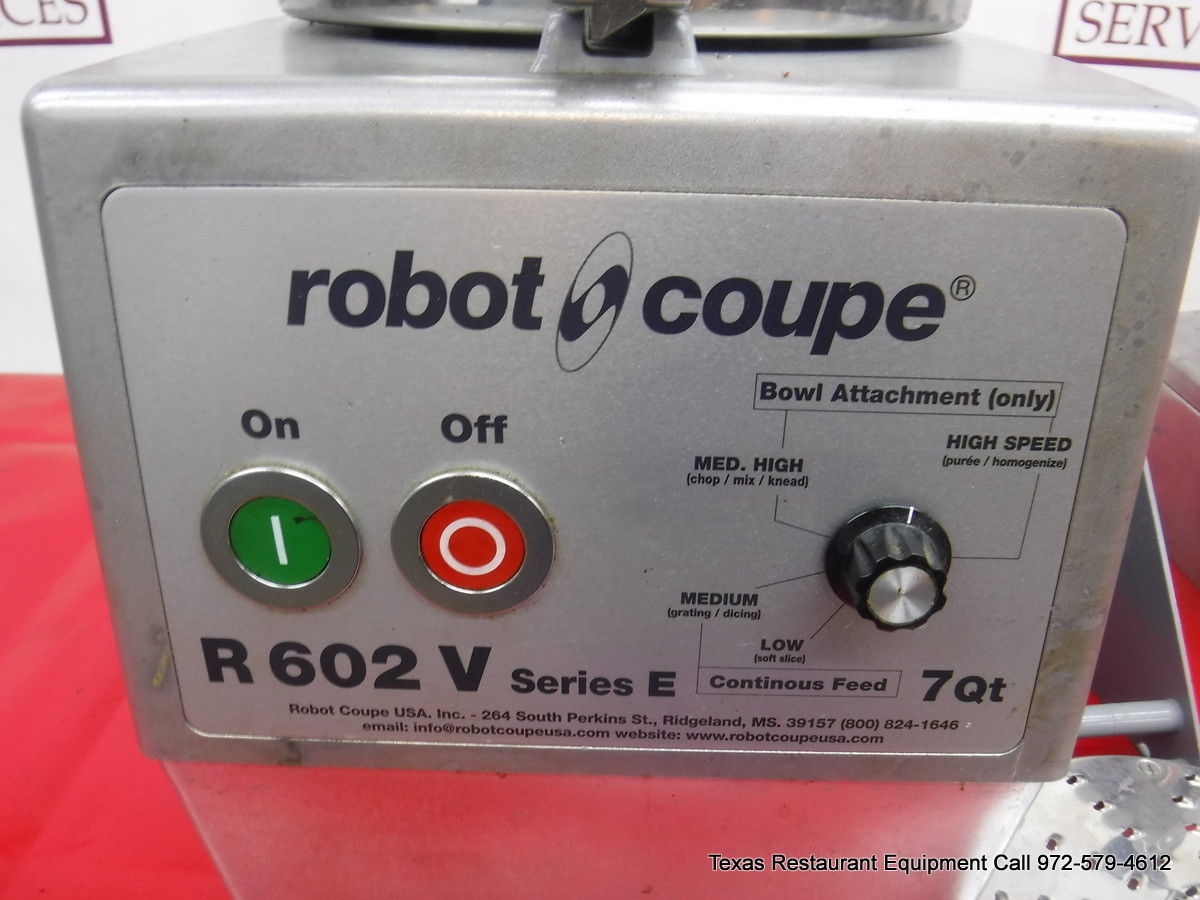 ICES
SERV
robot coupe®
On
Off
Bowl Attachment (only)
HIGH SPEED
(purée / homogenize)
MED. HIGH
(chop / mix / knead)
MEDIUM
(grating / dicing)
LOW
(soft slice)
R 602 V Series E
Continous Feed
7Qt
Robot Coupe USA. Inc. - 264 South Perkins St., Ridgeland, MS. 39157 (800) 824-1646
email: info@robotcoupeusa.com website: www.robotcoupeusa.com
Texas Restaurant Equipment Call 972-579-4612